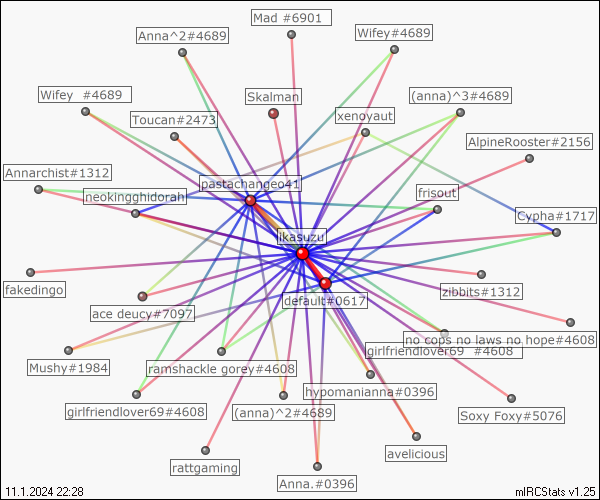 Mad #6901
Anna^2#4689
Wifey#4689
Wifey #4689
Skalman
(anna)^3#4689
Toucan#2473
xenoyaut
AlpineRooster#2156
Annarchist#1312
pastachangeo41
neokingghidorah
frisout
Cypha#1717
ikasuzu
fakedingo
zibbits#1312
default#0617
ace deucy#7097
no cops no laws no hope#4608
girlfriendlover69 #4608
Mushy#1984
ramshackle gorey#4608
hypomanianna#0396
girlfriendlover69#4608
(anna)^2#4689
Soxy Foxy#5076
avelicious
rattgaming
Anna.#0396
11.1.2024 22:28
mIRCStats v1.25